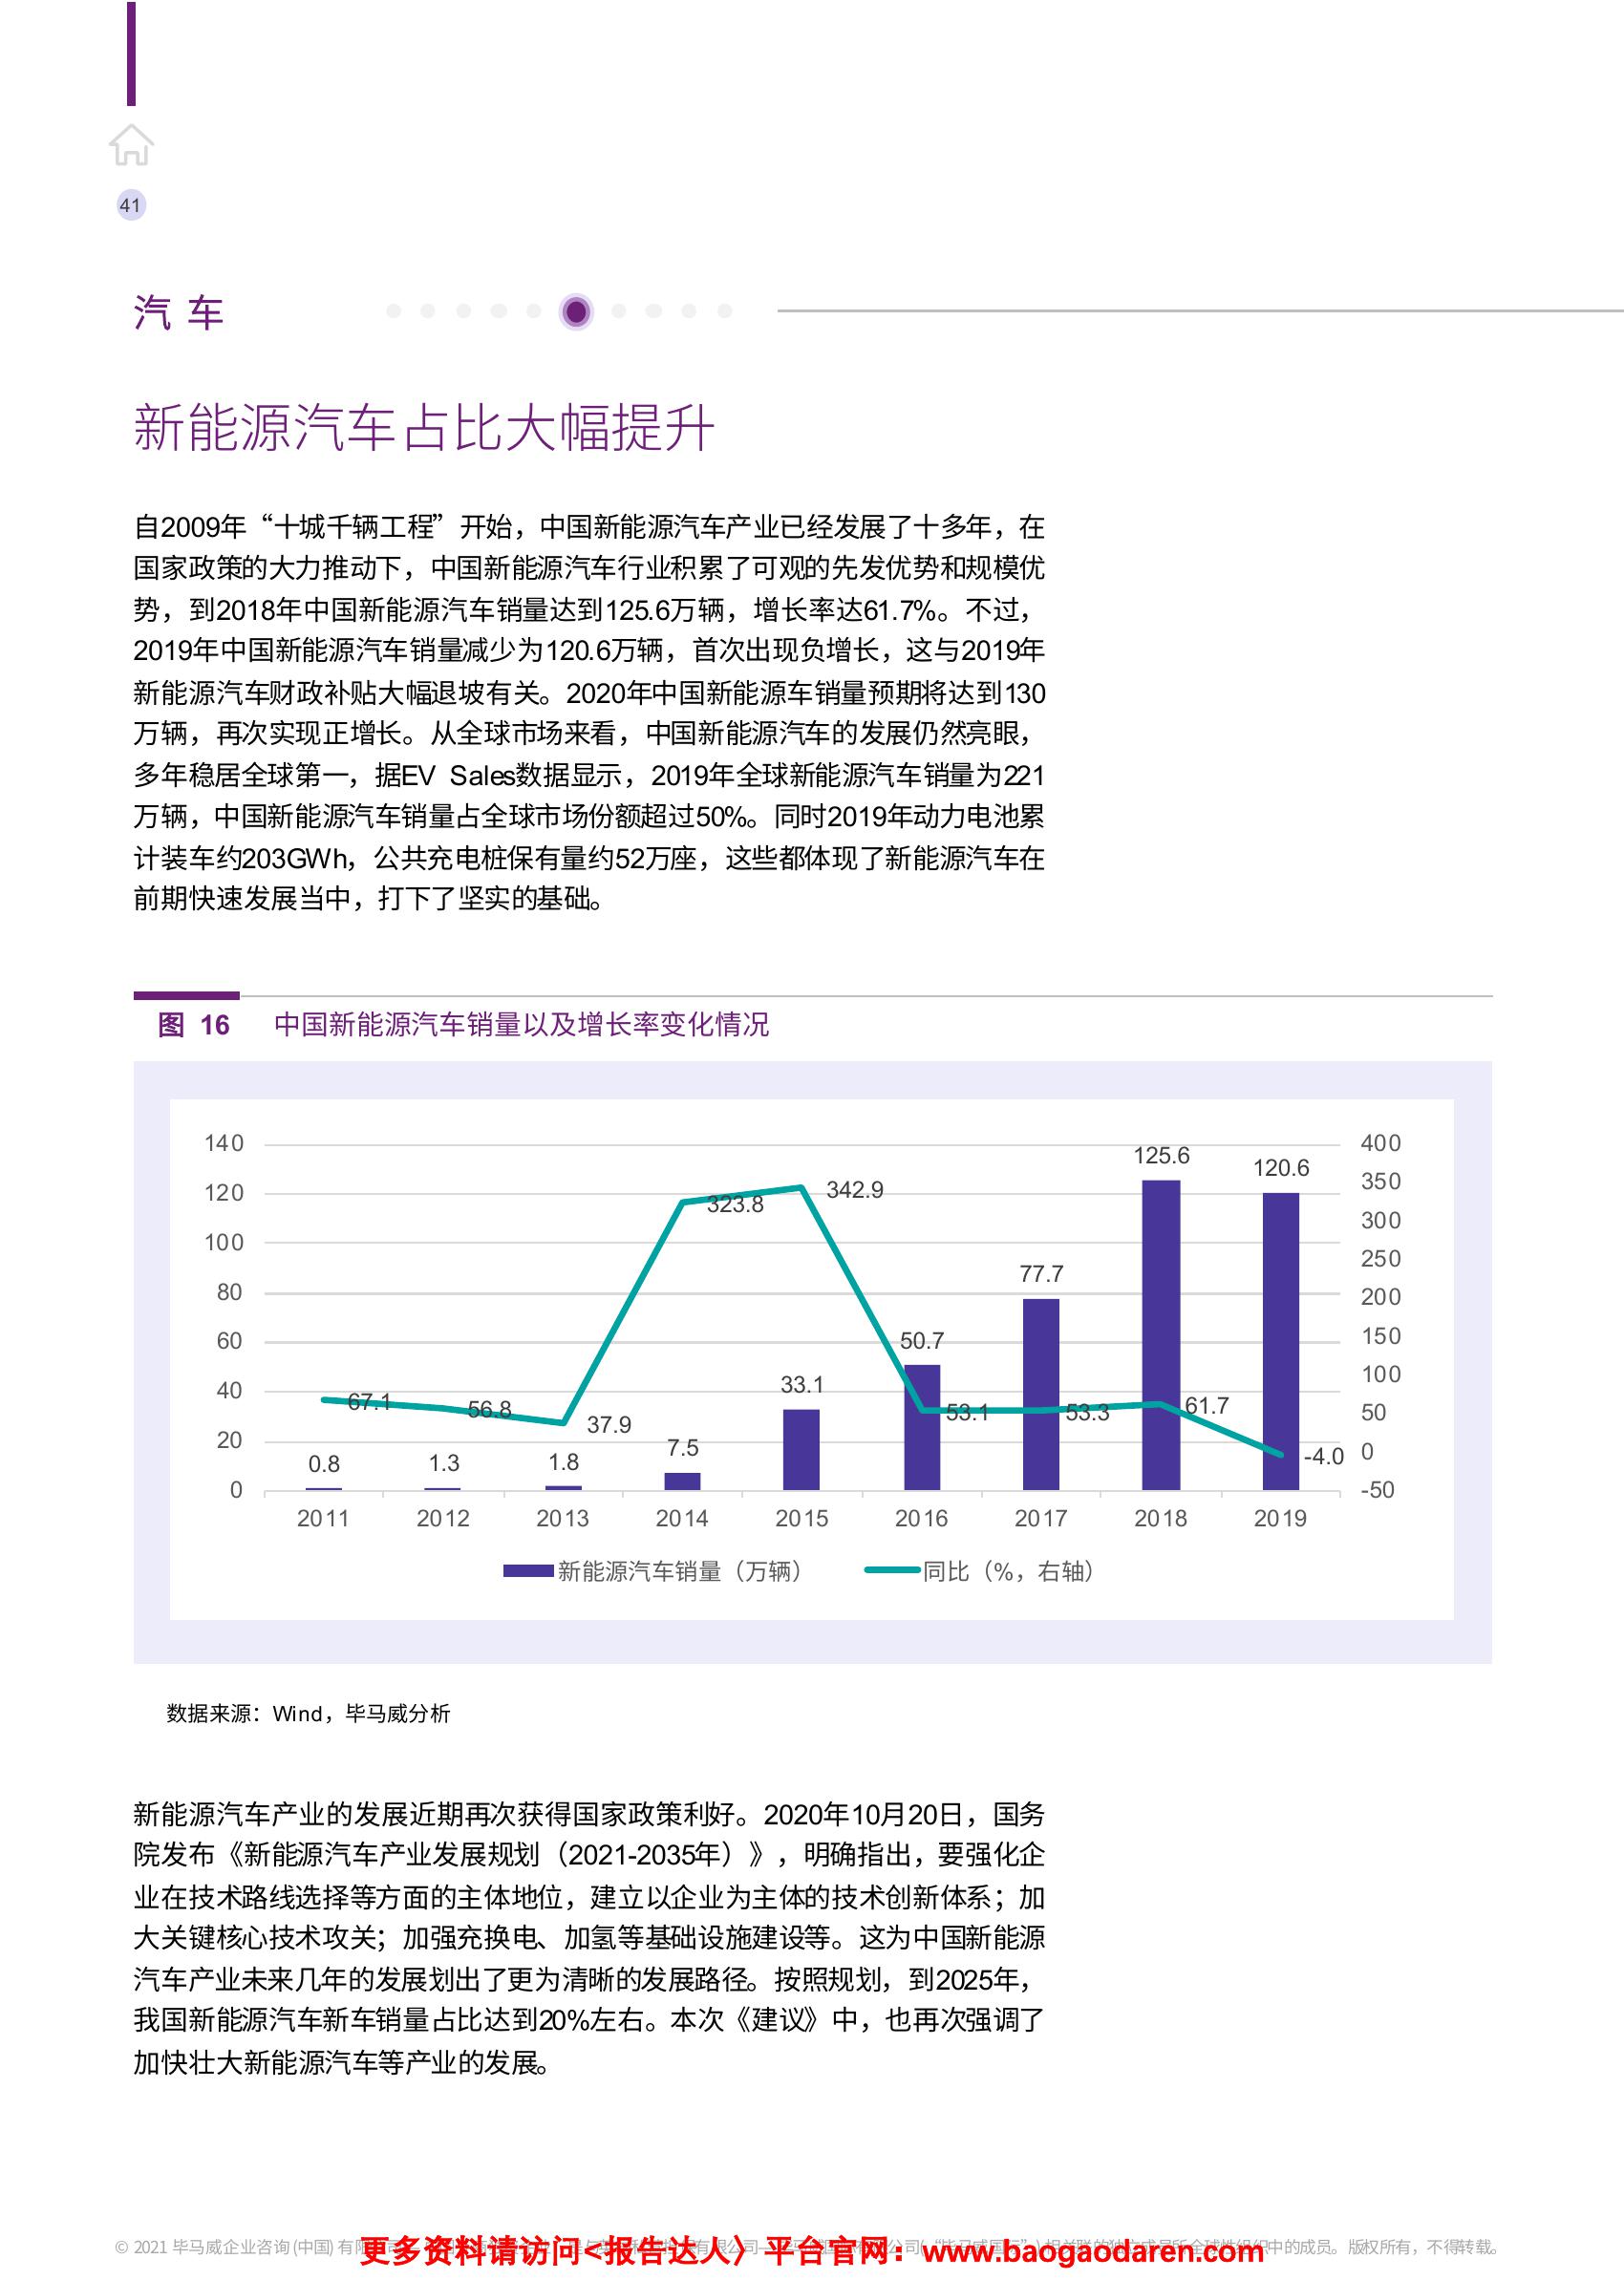 41
汽车
新能源汽车占比大幅提升
自2009年“十城千辆工程”开始，中国新能源汽车产业已经发展了十多年，在
国家政策的大力推动下，中国新能源汽车行业积累了可观的先发优势和规模优
势，到2018年中国新能源汽车销量达到125.6万辆，增长率达61.7%。不过，
2019年中国新能源汽车销量减少为120.6万辆，首次出现负增长，这与2019年
新能源汽车财政补贴大幅退坡有关。2020年中国新能源车销量预期将达到130
万辆，再次实现正增长。从全球市场来看，中国新能源汽车的发展仍然亮眼，
多年稳居全球第一，据EV Sales数据显示，2019年全球新能源汽车销量为221
万辆，中国新能源汽车销量占全球市场份额超过50%。同时2019年动力电池累
计装车约203GWh，公共充电桩保有量约52万座，这些都体现了新能源汽车在
前期快速发展当中，打下了坚实的基础。
图 16 中国新能源汽车销量以及增长率变化情况
140
120
100
80
60
40
20
0
400
350
300
250
200
150
100
50
0
-50
67.1
56.8
37.9
323.8
342.9
53.1
53.3
61.7
-4.0
0.8
1.3
1.8
7.5
33.1
50.7
77.7
125.6
120.6
2011 2012 2013 2014 2015 2016 2017 2018 2019
新能源汽车销量（万辆） 同比（%，右轴）
数据来源：Wind，毕马威分析
新能源汽车产业的发展近期再次获得国家政策利好。2020年10月20日，国务
院发布《新能源汽车产业发展规划（2021-2035年）》，明确指出，要强化企
业在技术路线选择等方面的主体地位，建立以企业为主体的技术创新体系；加
大关键核心技术攻关；加强充换电、加氢等基础设施建设等。这为中国新能源
汽车产业未来几年的发展划出了更为清晰的发展路径。按照规划，到2025年，
我国新能源汽车新车销量占比达到20%左右。本次《建议》中，也再次强调了
加快壮大新能源汽车等产业的发展。
© 2021 毕马威企业咨询(中国)有限 中的成员。版权所有，不得转载。
更多资料请访问<报告达人〉平台官网：www.baogaodaren.com